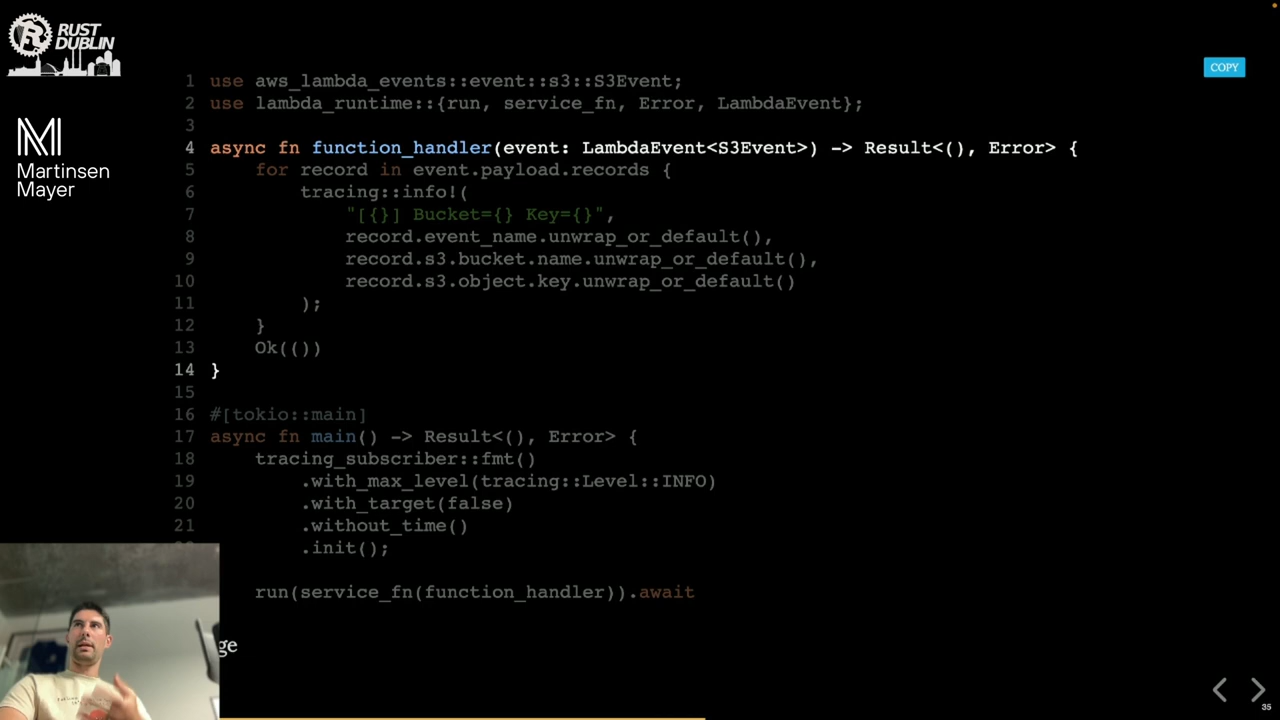 RUST
DUBLIN
R
COPY
Martinsen
Mayer
1 use aws_lambda_events::event::s3::S3Event;
2 use lambda_runtime::{run, service_fn, Error, LambdaEvent};
3
4 async fn function_handler(event: LambdaEvent<S3Event>) -> Result<(), Error> {
5     for record in event.payload.records {
6         tracing::info!(
7             "[{}] Bucket={} Key={}",
8             record.event_name.unwrap_or_default(),
9             record.s3.bucket.name.unwrap_or_default(),
10             record.s3.object.key.unwrap_or_default()
11         );
12     }
13     Ok(())
14 }
15
16 #[tokio::main]
17 async fn main() -> Result<(), Error> {
18     tracing_subscriber::fmt()
19         .with_max_level(tracing::Level::INFO)
20         .with_target(false)
21         .without_time()
.init();
run(service_fn(function_handler)).await
ge
35